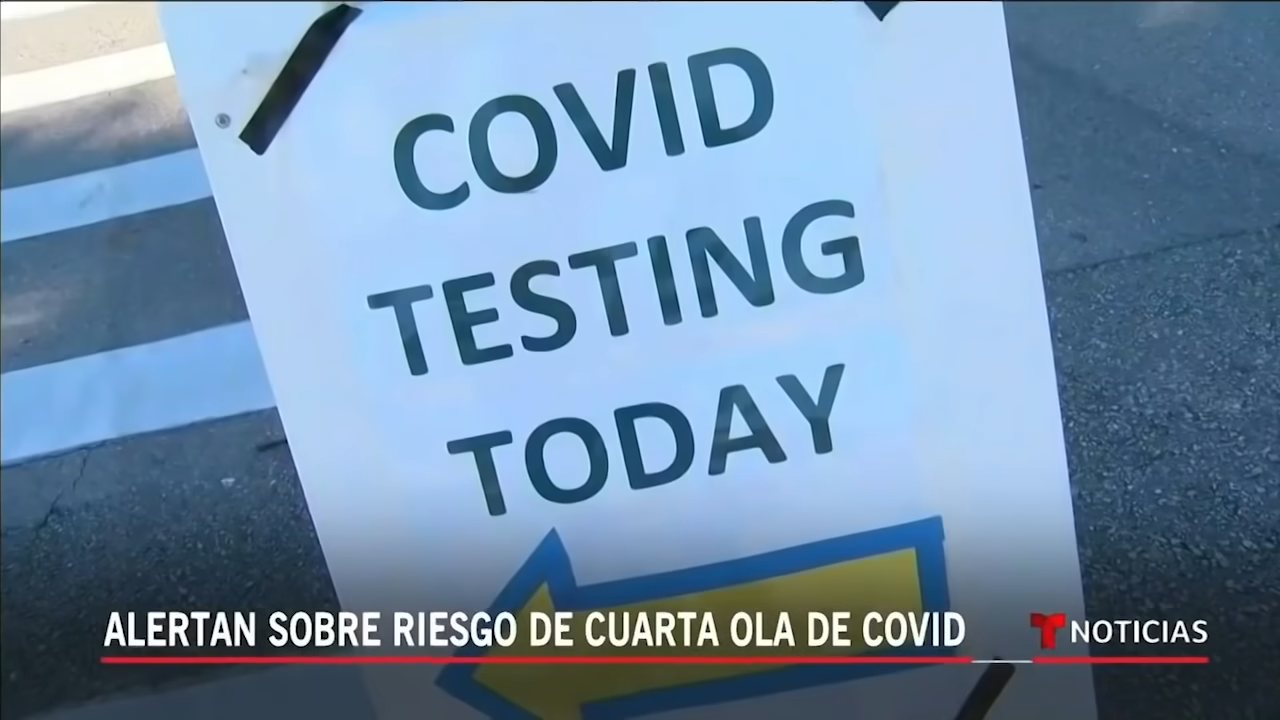 COVID
TESTING
TODAY
ALERTAN SOBRE RIESGO DE CUARTA OLA DE COVID
NOTICIAS